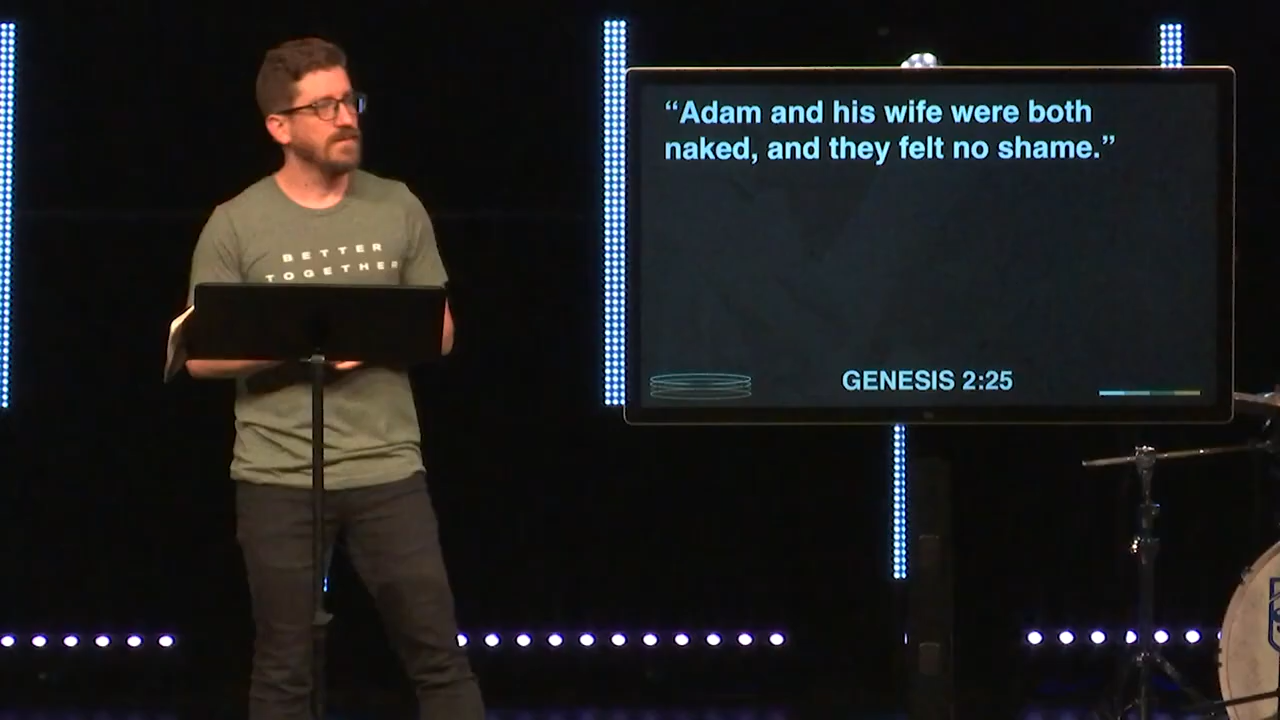 BETTER
TOGETHER
“Adam and his wife were both
naked, and they felt no shame.”
GENESIS 2:25